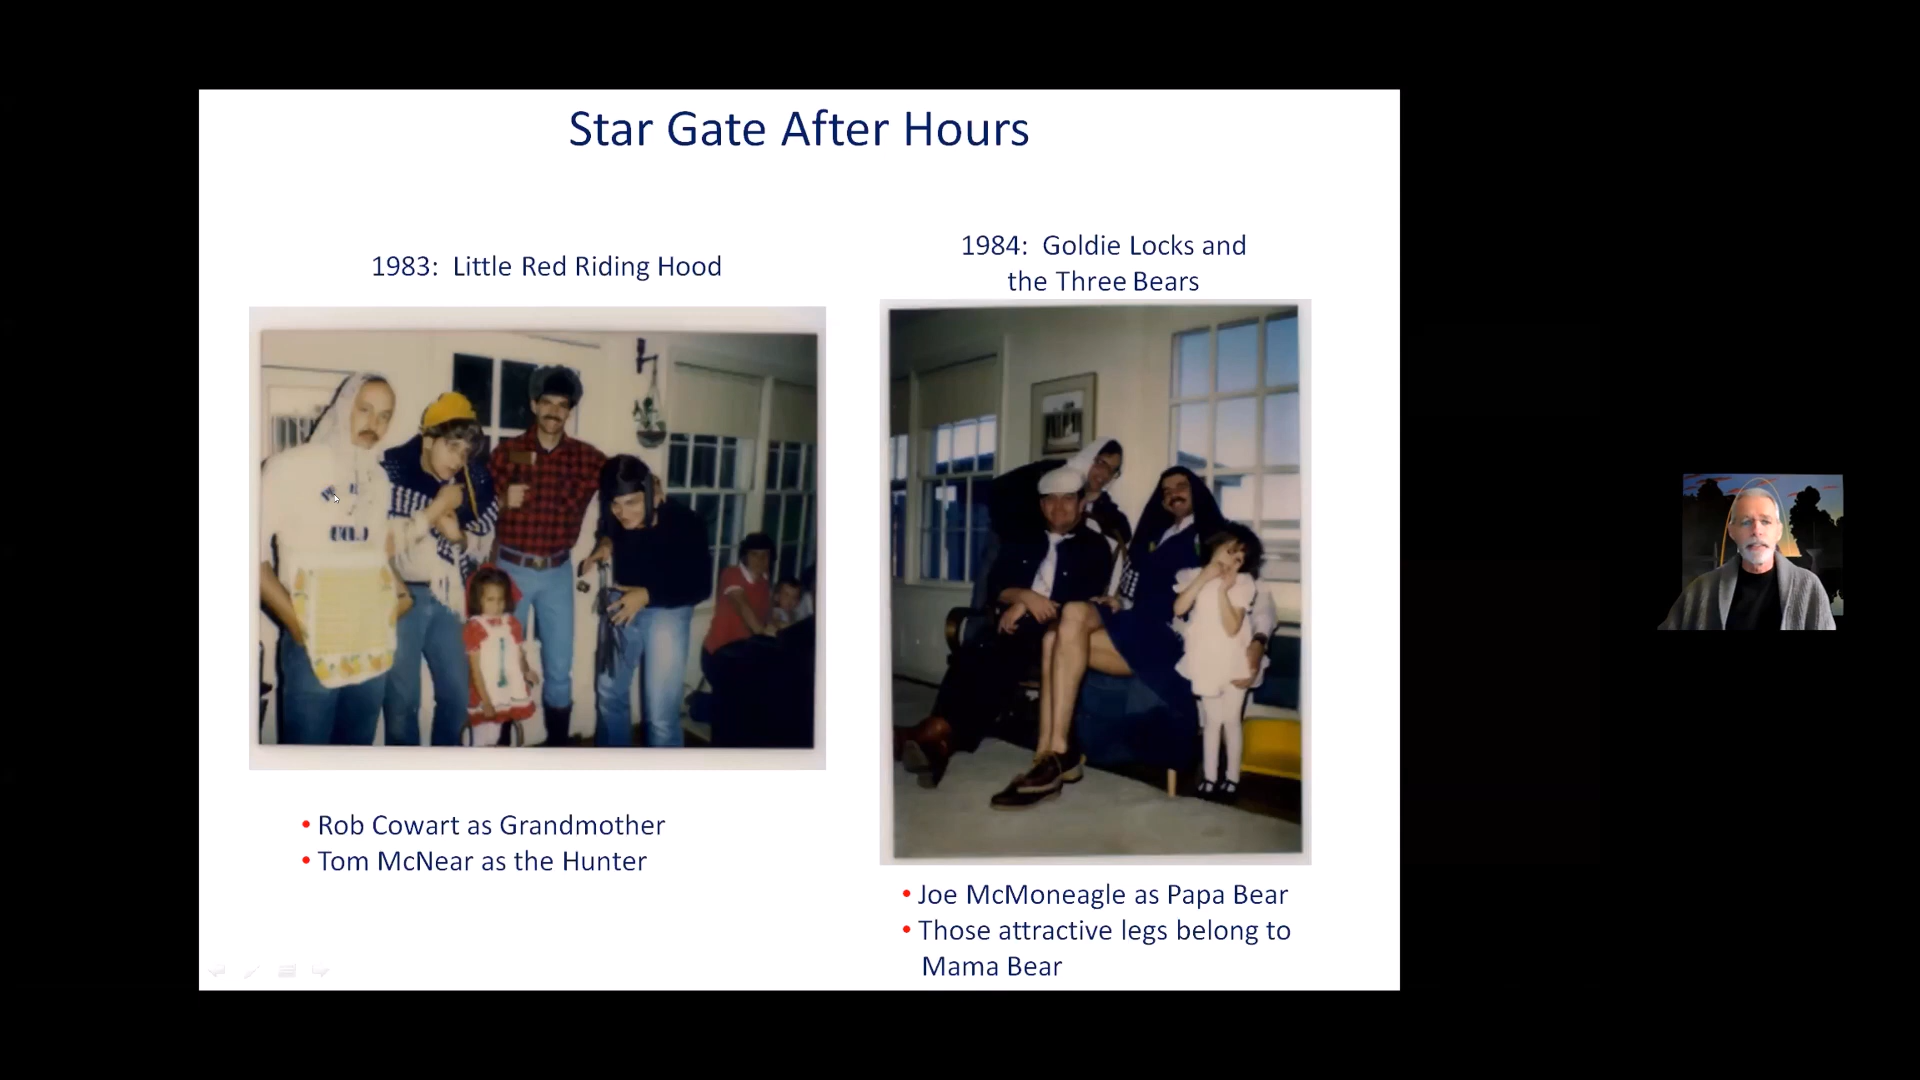 Star Gate After Hours
1983:  Little Red Riding Hood
1984:  Goldie Locks and
the Three Bears
• Rob Cowart as Grandmother
• Tom McNear as the Hunter
• Joe McMoneagle as Papa Bear
• Those attractive legs belong to
Mama Bear